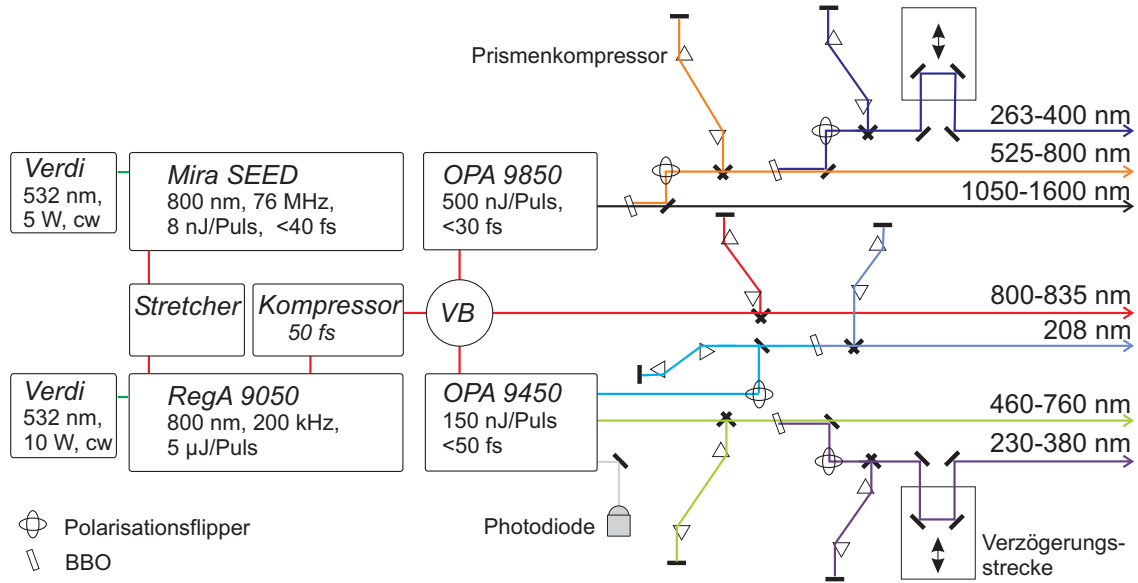 Prismenkompressor
263-400 nm
525-800 nm
1050-1600 nm
Verdi
532 nm,
5 W, cw
Mira SEED
800 nm, 76 MHz,
8 nJ/Puls,  <40 fs
OPA 9850
500 nJ/Puls,
<30 fs
Stretcher
Kompressor
50 fs
VB
800-835 nm
208 nm
Verdi
532 nm,
10 W, cw
RegA 9050
800 nm, 200 kHz,
5 µJ/Puls
OPA 9450
150 nJ/Puls
<50 fs
460-760 nm
230-380 nm
Polarisationsflipper
BBO
Photodiode
Verzögerungs-
strecke